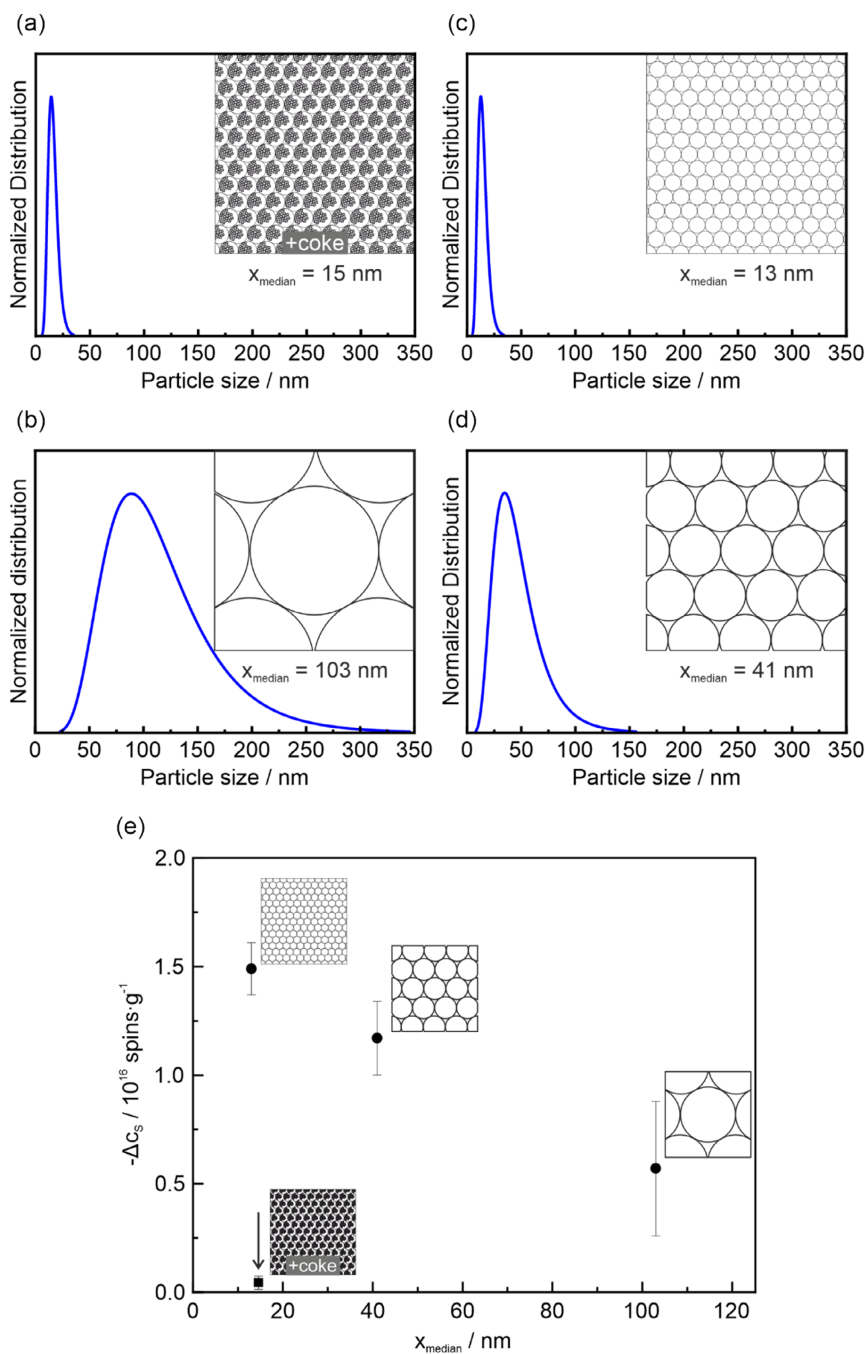 (a)
Normalized Distribution
+coke
x_median = 15 nm
0 50 100 150 200 250 300 350
Particle size / nm
(c)
Normalized Distribution
x_median = 13 nm
0 50 100 150 200 250 300 350
Particle size / nm
(b)
Normalized distribution
x_median = 103 nm
0 50 100 150 200 250 300 350
Particle size / nm
(d)
Normalized Distribution
x_median = 41 nm
0 50 100 150 200 250 300 350
Particle size / nm
(e)
-Δc_s / 10^16 spins·g^-1
2.0
1.5
1.0
0.5
0.0
+coke
0 20 40 60 80 100 120
x_median / nm